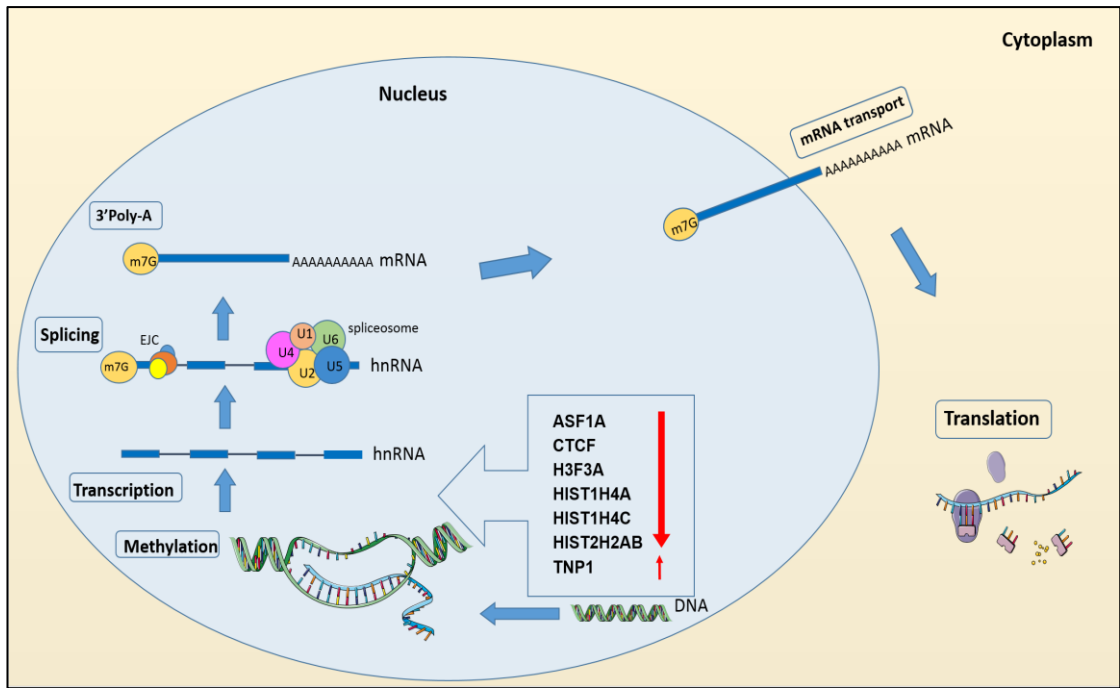 Cytoplasm
Nucleus
mRNA transport
m7G AAAAAAAAAA mRNA
3'Poly-A
m7G AAAAAAAAAA mRNA
Splicing
EJC
spliceosome
m7G U1 U4 U6 U2 U5 hnRNA
hnRNA
Transcription
Methylation
ASF1A
CTCF
H3F3A
HIST1H4A
HIST1H4C
HIST2H2AB
TNP1
DNA
Translation